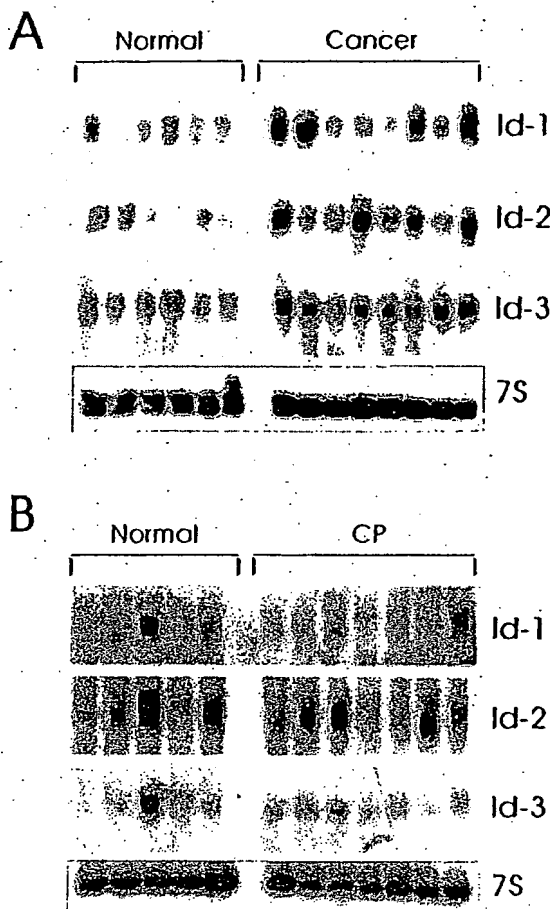 A
Normal Cancer
Id-1
Id-2
Id-3
7S
B
Normal CP
Id-1
Id-2
Id-3
7S